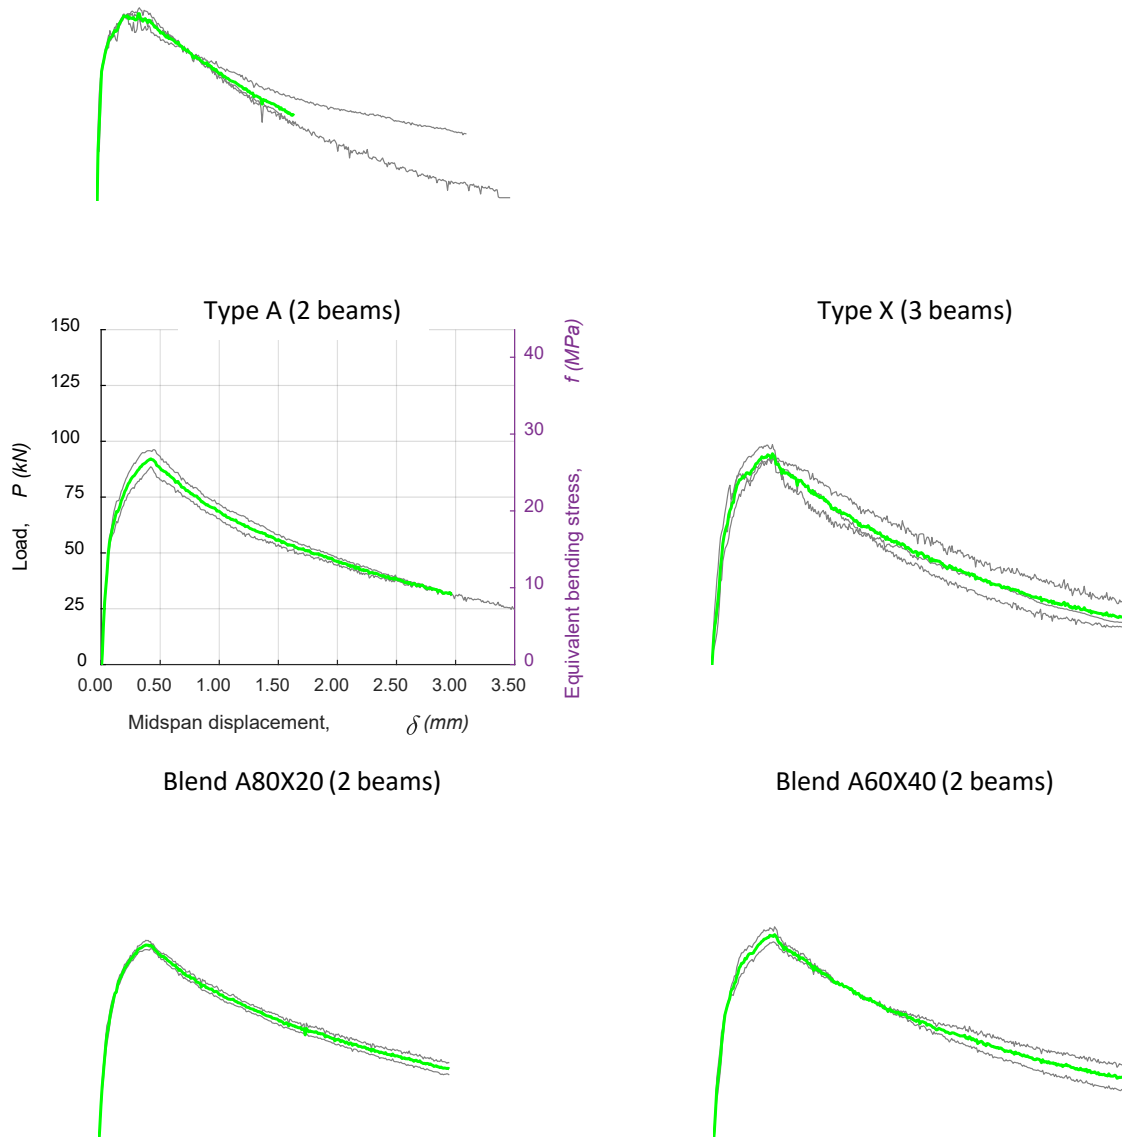 Type A (2 beams)
Type X (3 beams)
150
125
100
75
50
25
0
Load, P (kN)
0.00 0.50 1.00 1.50 2.00 2.50 3.00 3.50
Midspan displacement, δ (mm)
40
30
20
10
0
Equivalent bending stress, f (MPa)
Blend A80X20 (2 beams)
Blend A60X40 (2 beams)